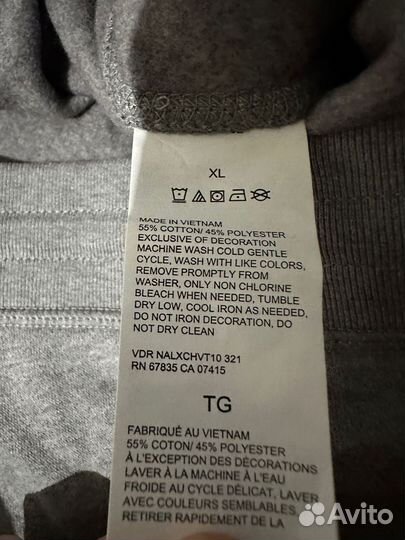 XL
MADE IN VIETNAM
55% COTTON/ 45% POLYESTER
EXCLUSIVE OF DECORATION
MACHINE WASH COLD GENTLE
CYCLE, WASH WITH LIKE COLORS,
REMOVE PROMPTLY FROM
WASHER, ONLY NON CHLORINE
BLEACH WHEN NEEDED, TUMBLE
DRY LOW, COOL IRON AS NEEDED,
DO NOT IRON DECORATION, DO
NOT DRY CLEAN
VDR NALXCHVT10 321
RN 67835 CA 07415
TG
FABRIQUÉ AU VIETNAM
55% COTON/ 45% POLYESTER
À L'EXCEPTION DES DÉCORATIONS
LAVER À LA MACHINE À L'EAU
FROIDE AU CYCLE DÉLICAT, LAVER
AVEC COULEURS SEMBLABLES,
RETIRER RAPIDEMENT DE LA
Avito